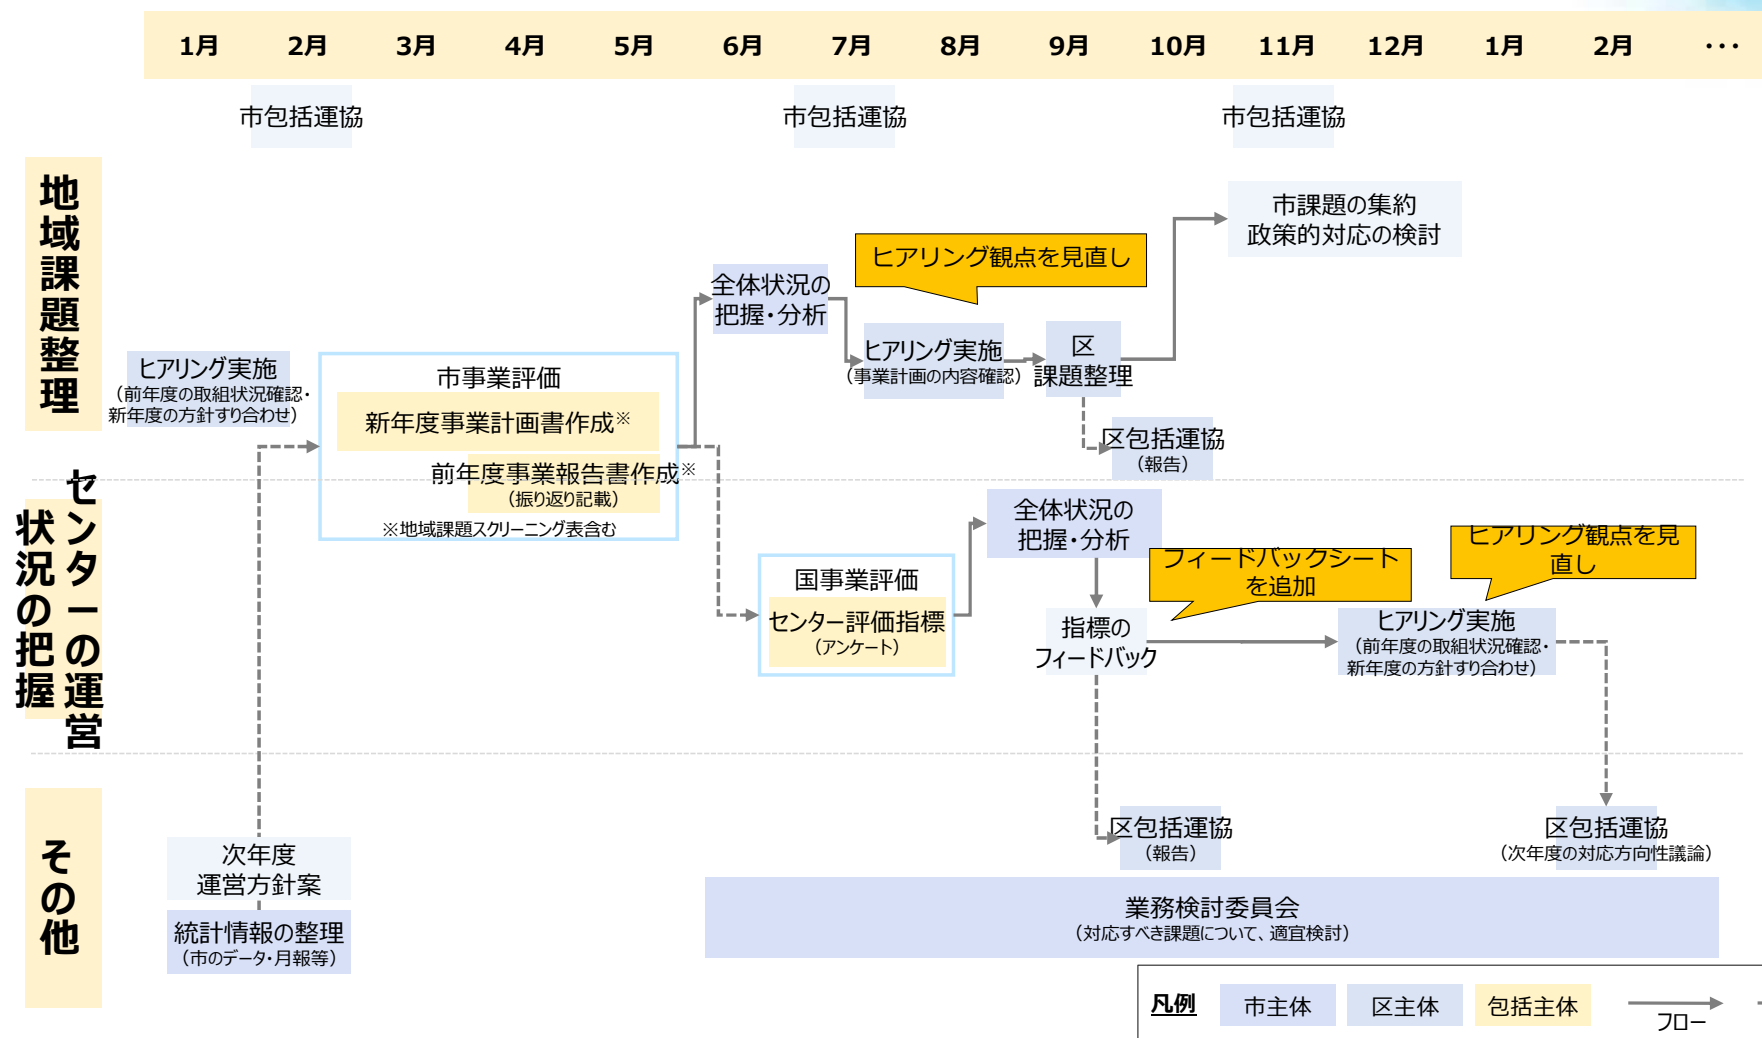 1月 2月 3月 4月 5月 6月 7月 8月 9月 10月 11月 12月 1月 2月 ･･･
市包括運協 市包括運協 市包括運協
地域課題整理
市課題の集約
政策的対応の検討
ヒアリング観点を見直し
全体状況の
把握・分析
ヒアリング実施
（前年度の取組状況確認・
新年度の方針すり合わせ）
市事業評価
新年度事業計画書作成※
前年度事業報告書作成※
（振り返り記載）
※地域課題スクリーニング表含む
ヒアリング実施
（事業計画の内容確認）
区
課題整理
区包括運協
（報告）
センターの運営
状況の把握
全体状況の
把握・分析
国事業評価
センター評価指標
（アンケート）
フィードバックシート
を追加
ヒアリング観点を見
直し
指標の
フィードバック
ヒアリング実施
（前年度の取組状況確認・
新年度の方針すり合わせ）
その他
次年度
運営方針案
統計情報の整理
（市のデータ・月報等）
区包括運協
（報告）
区包括運協
（次年度の対応方向性議論）
業務検討委員会
（対応すべき課題について、適宜検討）
凡例 市主体 区主体 包括主体 フロー